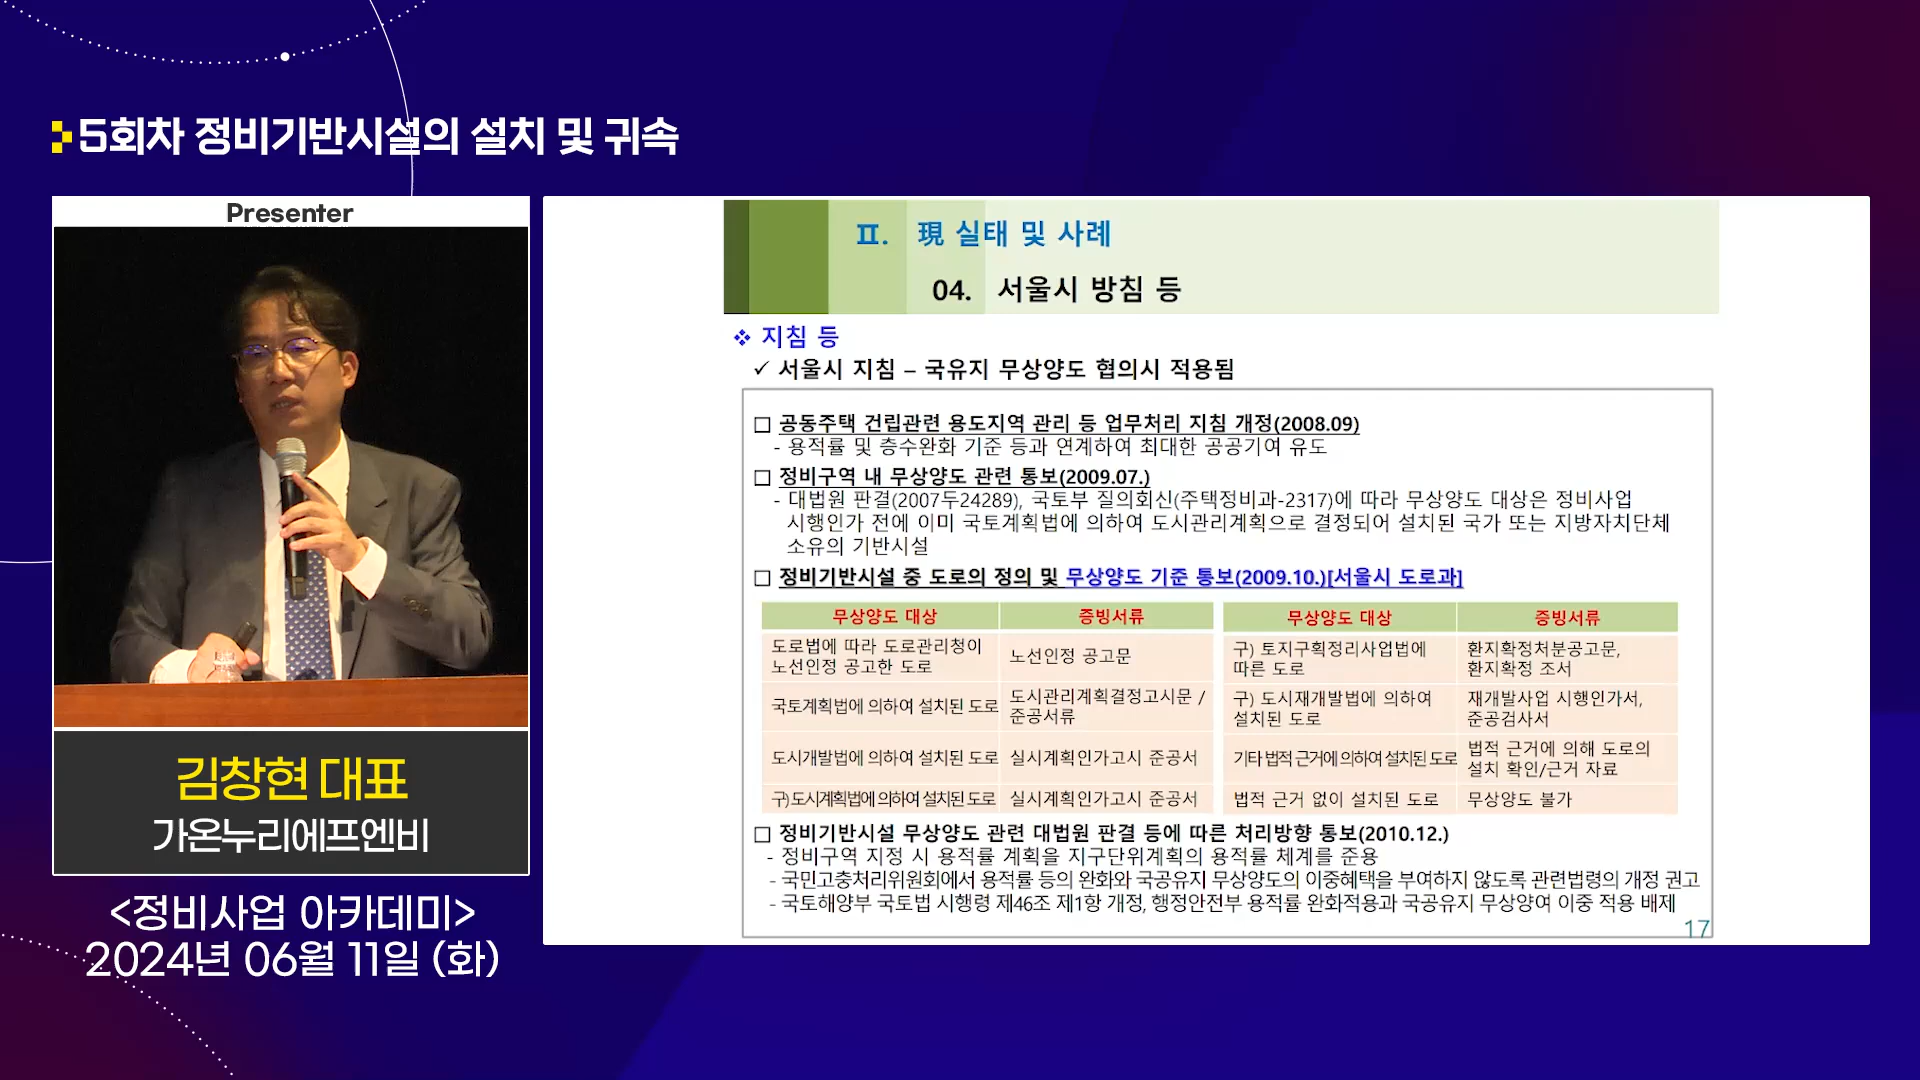 5회차 정비기반시설의 설치 및 귀속
Presenter
김창현 대표
가온누리에프엔비
<정비사업 아카데미>
2024년 06월 11일 (화)
Ⅱ. 現 실태 및 사례
04. 서울시 방침 등
❖ 지침 등
✓ 서울시 지침 – 국유지 무상양도 협의시 적용됨
□ 공동주택 건립관련 용도지역 관리 등 업무처리 지침 개정(2008.09)
- 용적률 및 층수완화 기준 등과 연계하여 최대한 공공기여 유도
□ 정비구역 내 무상양도 관련 통보(2009.07.)
- 대법원 판결(2007두24289), 국토부 질의회신(주택정비과-2317)에 따라 무상양도 대상은 정비사업
시행인가 전에 이미 국토계획법에 의하여 도시관리계획으로 결정되어 설치된 국가 또는 지방자치단체
소유의 기반시설
□ 정비기반시설 중 도로의 정의 및 무상양도 기준 통보(2009.10.)[서울시 도로과]
무상양도 대상 증빙서류
도로법에 따라 도로관리청이
노선인정 공고한 도로
노선인정 공고문
국토계획법에 의하여 설치된 도로
도시관리계획결정고시문 /
준공서류
도시개발법에 의하여 설치된 도로 실시계획인가고시 준공서
구) 도시계획법에 의하여 설치된 도로 실시계획인가고시 준공서
무상양도 대상 증빙서류
구) 토지구획정리사업법에
따른 도로
환지확정처분공고문,
환지확정 조서
구) 도시재개발법에 의하여
설치된 도로
재개발사업 시행인가서,
준공검사서
기타 법적 근거에 의하여 설치된 도로
법적 근거에 의해 도로의
설치 확인/근거 자료
법적 근거 없이 설치된 도로 무상양도 불가
□ 정비기반시설 무상양도 관련 대법원 판결 등에 따른 처리방향 통보(2010.12.)
- 정비구역 지정 시 용적률 계획을 지구단위계획의 용적률 체계를 준용
- 국민고충처리위원회에서 용적률 등의 완화와 국공유지 무상양도의 이중혜택을 부여하지 않도록 관련법령의 개정 권고
- 국토해양부 국토법 시행령 제46조 제1항 개정, 행정안전부 용적률 완화적용과 국공유지 무상양여 이중 적용 배제
17